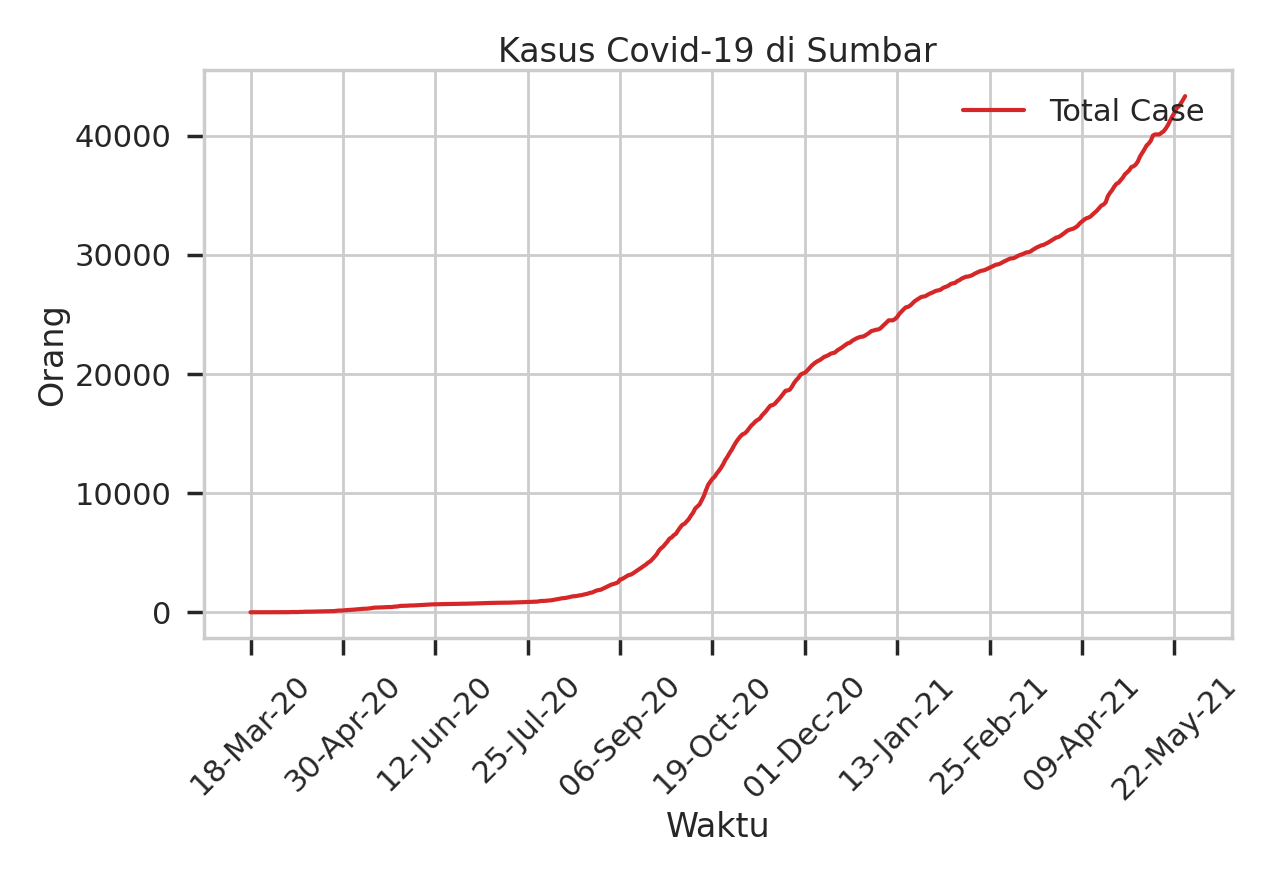 Kasus Covid-19 di Sumbar
Total Case
Orang
40000
30000
20000
10000
0
18-Mar-20
30-Apr-20
12-Jun-20
25-Jul-20
06-Sep-20
19-Oct-20
01-Dec-20
13-Jan-21
25-Feb-21
09-Apr-21
22-May-21
Waktu